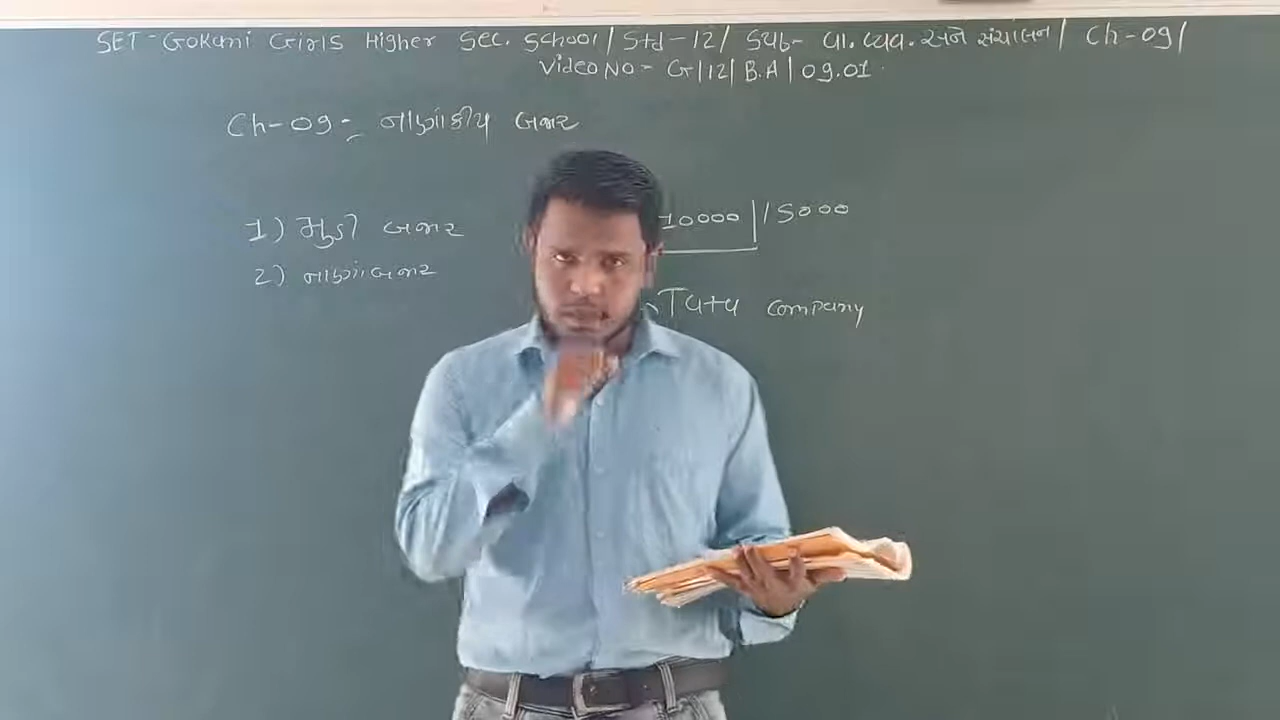 SET-Gokani Girls Higher Sec. School/Std-12/ Sub- વા.વ્યવ.અને સંચાલન/ Ch-09/
Video No - G/12/B.A/09.01.
Ch-09:- નાણાંકીય બજાર
1) મુડી બજાર 10000 | 15000
2) નાણાંબજાર
Tata company